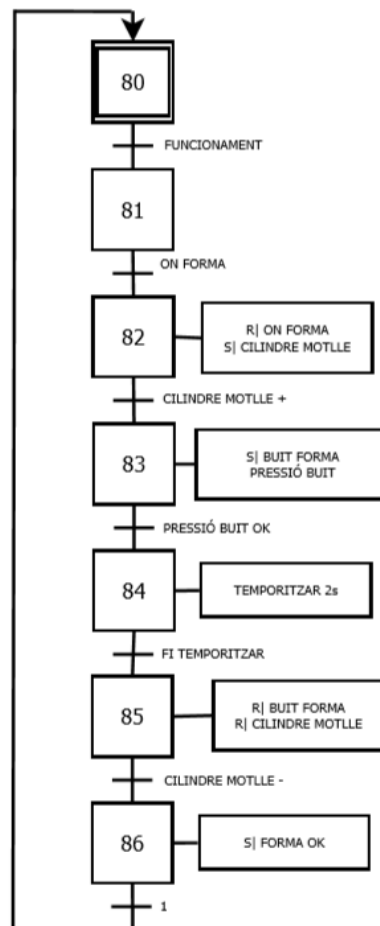 80
FUNCIONAMENT
81
ON FORMA
82
R| ON FORMA
S| CILINDRE MOTLLE
CILINDRE MOTLLE +
83
S| BUIT FORMA
PRESSIÓ BUIT
PRESSIÓ BUIT OK
84
TEMPORITZAR 2s
FI TEMPORITZAR
85
R| BUIT FORMA
R| CILINDRE MOTLLE
CILINDRE MOTLLE -
86
S| FORMA OK
1